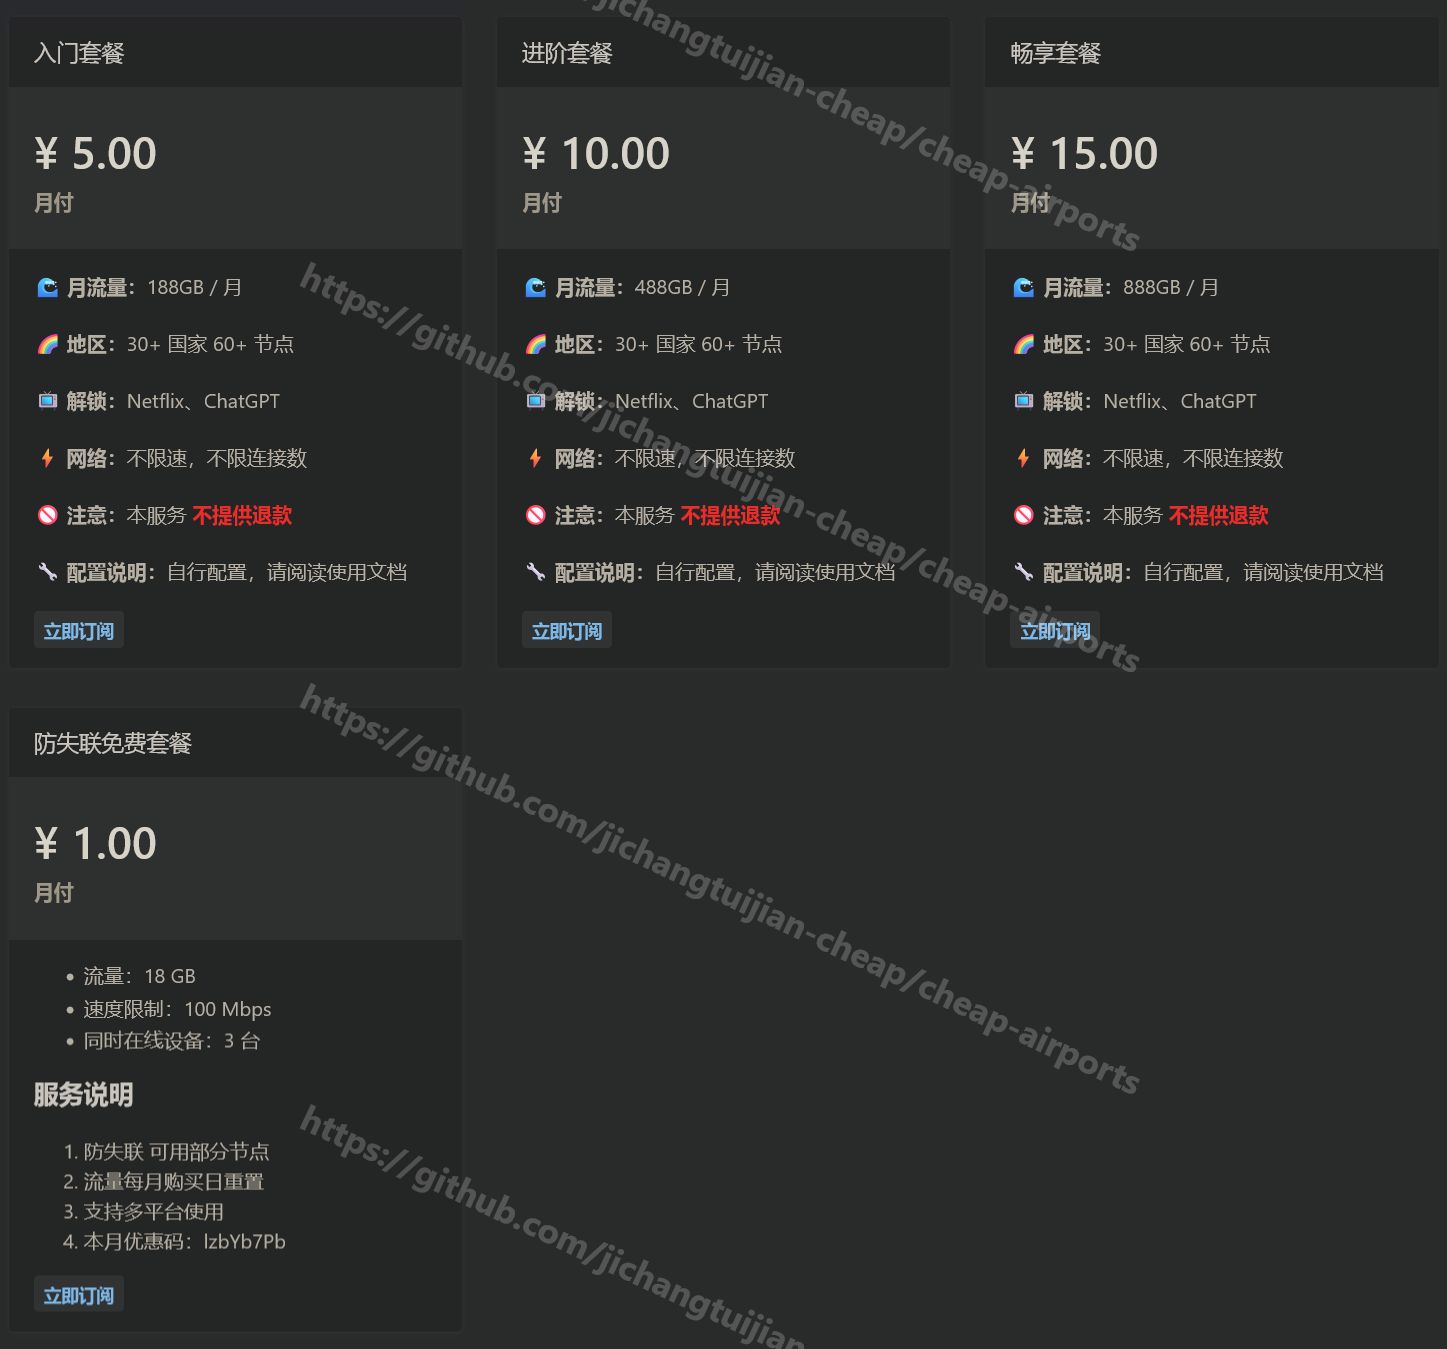 入门套餐
¥ 5.00
月付
月流量：188GB / 月
地区：30+ 国家 60+ 节点
解锁：Netflix、ChatGPT
网络：不限速，不限连接数
注意：本服务 不提供退款
配置说明：自行配置，请阅读使用文档
立即订阅
进阶套餐
¥ 10.00
月付
月流量：488GB / 月
地区：30+ 国家 60+ 节点
解锁：Netflix、ChatGPT
网络：不限速，不限连接数
注意：本服务 不提供退款
配置说明：自行配置，请阅读使用文档
立即订阅
畅享套餐
¥ 15.00
月付
月流量：888GB / 月
地区：30+ 国家 60+ 节点
解锁：Netflix、ChatGPT
网络：不限速，不限连接数
注意：本服务 不提供退款
配置说明：自行配置，请阅读使用文档
立即订阅
防失联免费套餐
¥ 1.00
月付
流量：18 GB
速度限制：100 Mbps
同时在线设备：3 台
服务说明
1. 防失联 可用部分节点
2. 流量每月购买日重置
3. 支持多平台使用
4. 本月优惠码：lzbYb7Pb
立即订阅
/jichangtuijian-cheap/cheap-airports
https://github.com/jichangtuijian-cheap/cheap-airports
https://github.com/jichangtuijian-cheap/cheap-airports
https://github.com/jichangtuijian-